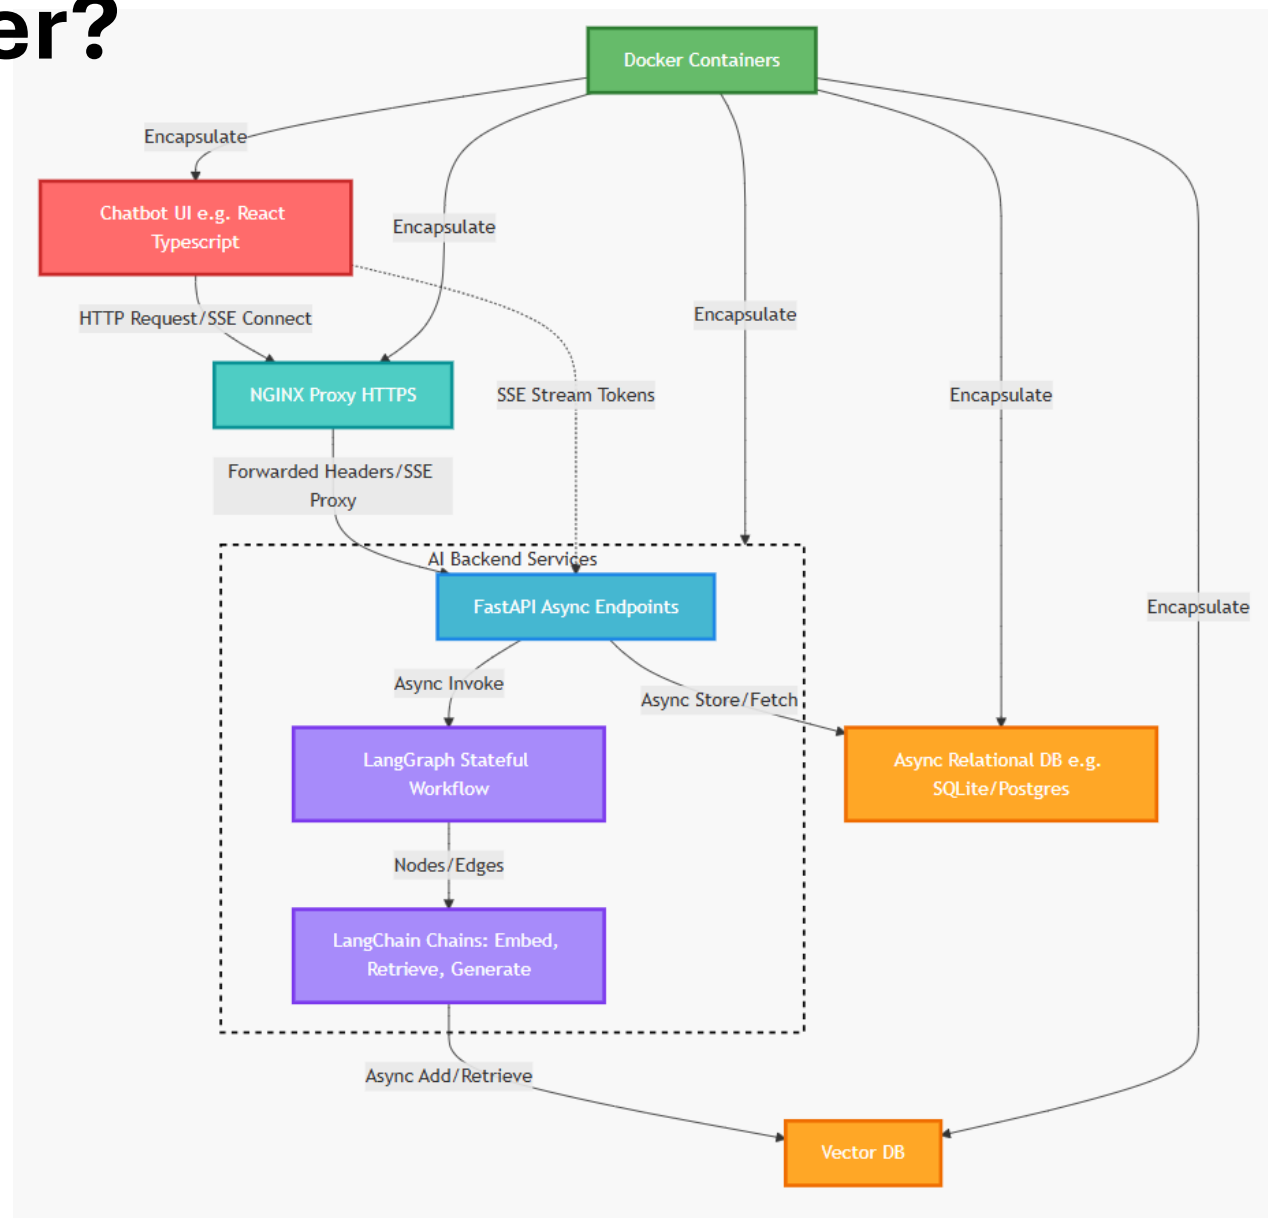 er?
Docker Containers
Encapsulate
Chatbot UI e.g. React
Typescript
Encapsulate
HTTP Request/SSE Connect
Encapsulate
NGINX Proxy HTTPS
SSE Stream Tokens
Encapsulate
Forwarded Headers/SSE
Proxy
AI Backend Services
FastAPI Async Endpoints
Encapsulate
Async Invoke
Async Store/Fetch
LangGraph Stateful
Workflow
Async Relational DB e.g.
SQLite/Postgres
Nodes/Edges
LangChain Chains: Embed,
Retrieve, Generate
Async Add/Retrieve
Vector DB